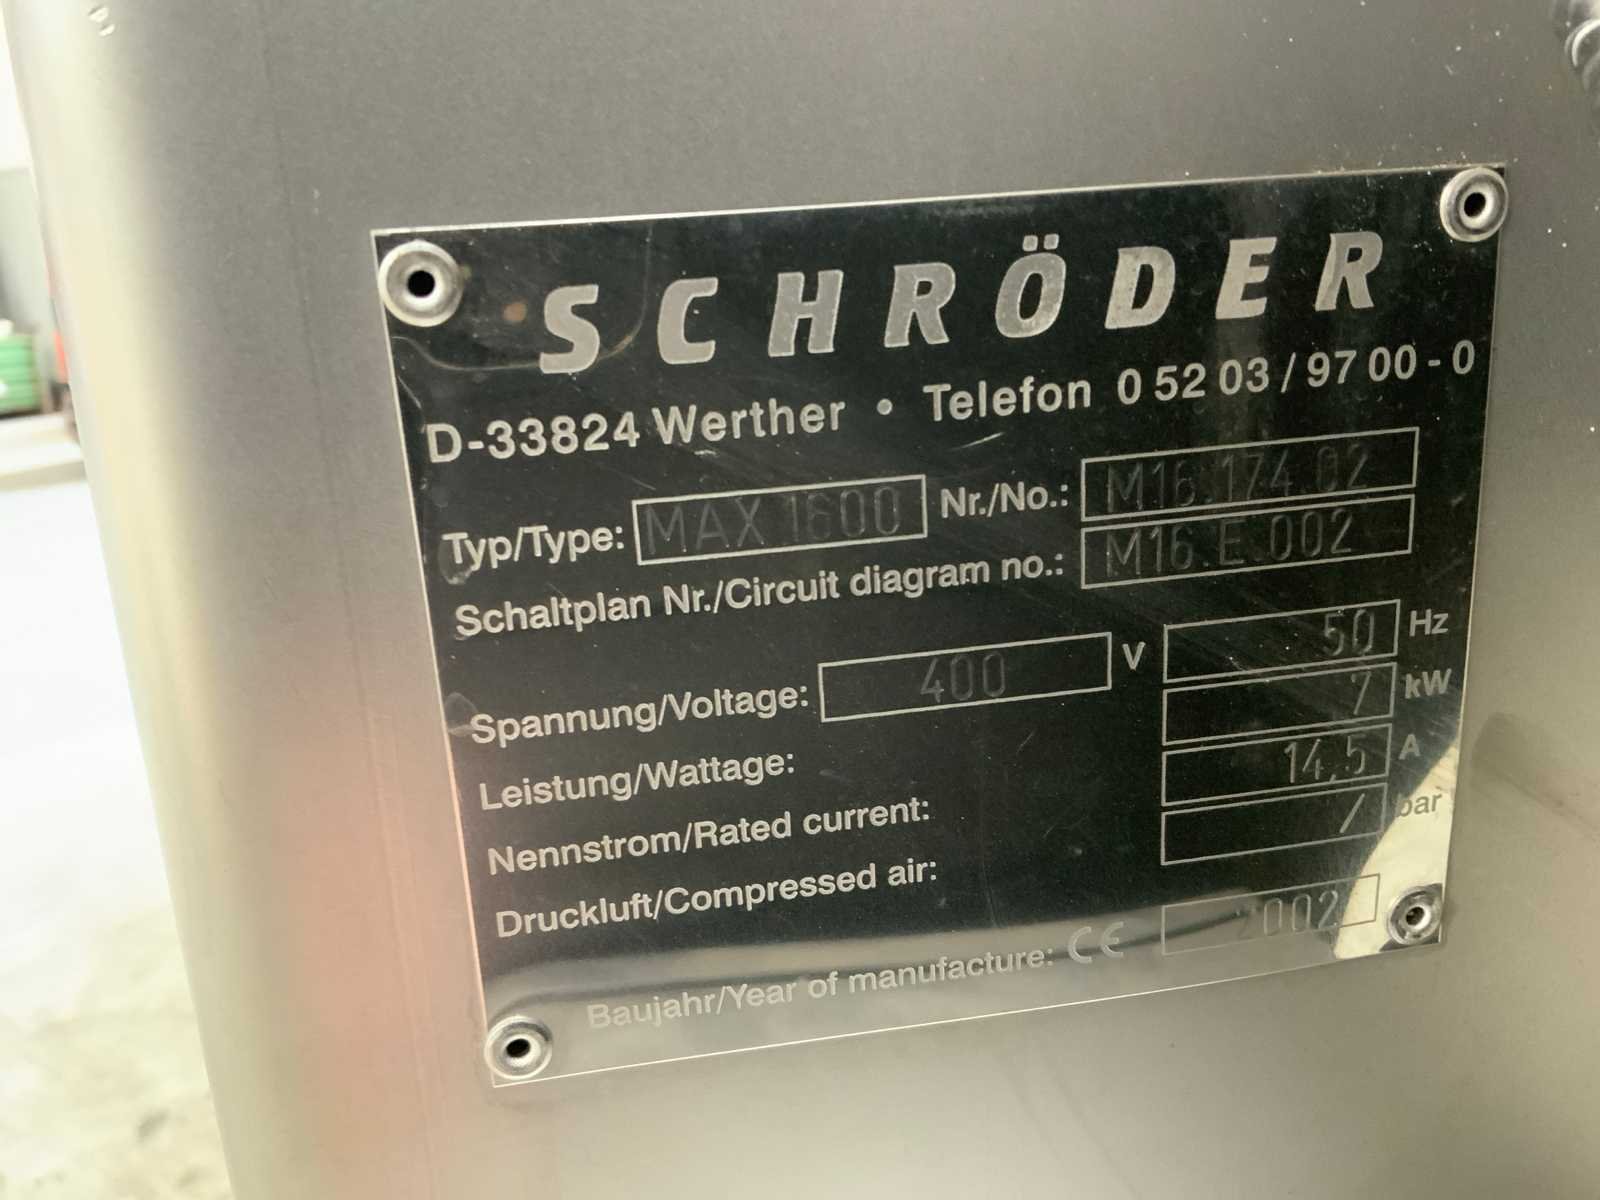 SCHRÖDER
D-33824 Werther • Telefon 0 52 03 / 97 00 - 0
Typ/Type: MAX 1600 Nr./No.: M16.174.02
Schaltplan Nr./Circuit diagram no.: M16.E.002
Spannung/Voltage: 400 V 50 Hz
Leistung/Wattage: 7 kW
Nennstrom/Rated current: 14,5 A
Druckluft/Compressed air: / bar
Baujahr/Year of manufacture: CE 2002